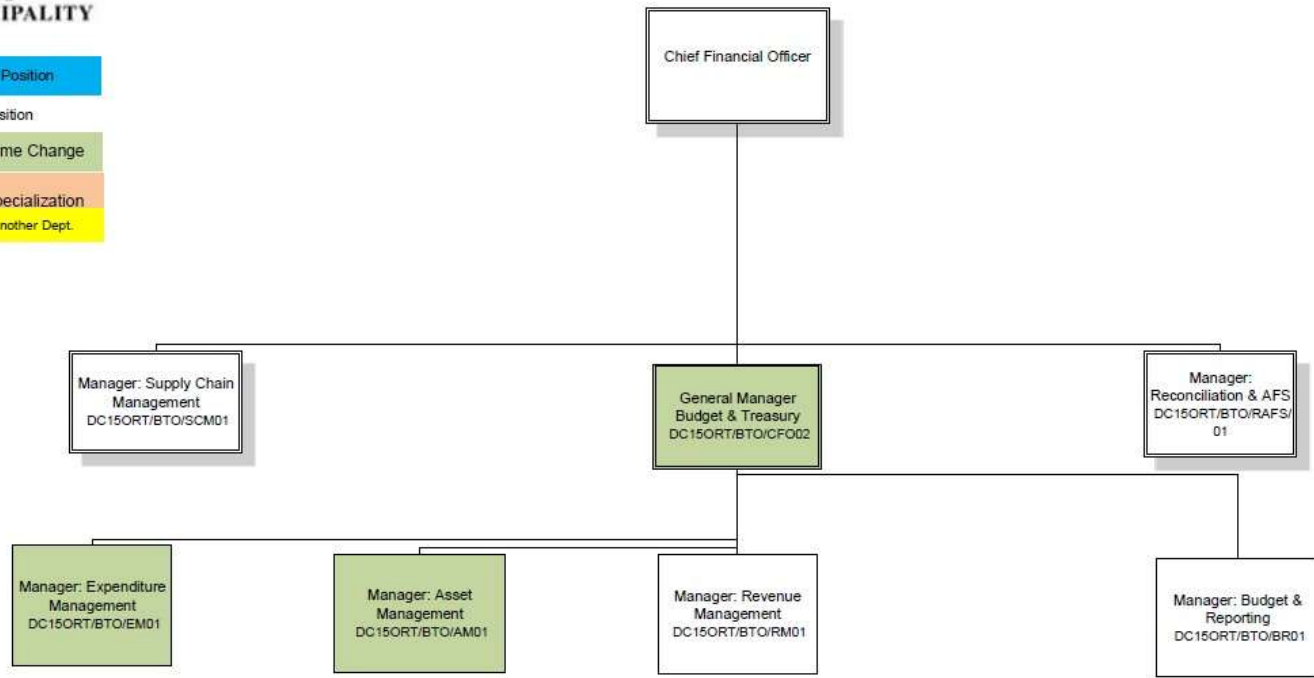 IPALITY
Position
sition
me Change
pecialization
nother Dept.
Chief Financial Officer
Manager: Supply Chain
Management
DC15ORT/BTO/SCM01
General Manager
Budget & Treasury
DC15ORT/BTO/CFO02
Manager:
Reconciliation & AFS
DC15ORT/BTO/RAFS/
01
Manager: Expenditure
Management
DC15ORT/BTO/EM01
Manager: Asset
Management
DC15ORT/BTO/AM01
Manager: Revenue
Management
DC15ORT/BTO/RM01
Manager: Budget &
Reporting
DC15ORT/BTO/BR01